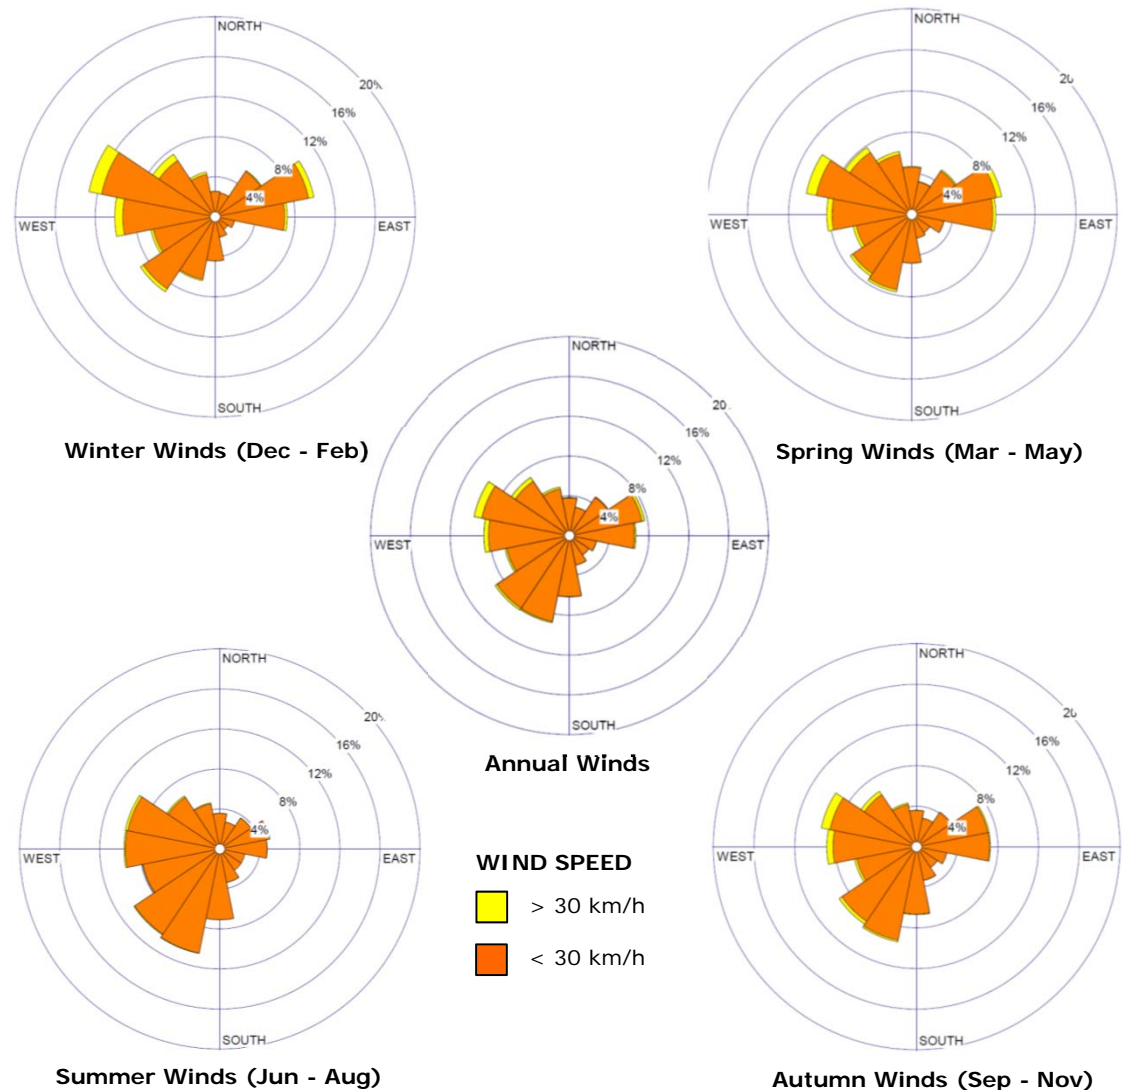 NORTH
20%
16%
12%
8%
4%
WEST
EAST
SOUTH
Winter Winds (Dec - Feb)
NORTH
16%
12%
8%
4%
WEST
EAST
SOUTH
Spring Winds (Mar - May)
NORTH
20
16%
12%
8%
4%
WEST
EAST
SOUTH
Annual Winds
NORTH
20%
16%
12%
8%
4%
WEST
EAST
SOUTH
Summer Winds (Jun - Aug)
WIND SPEED
> 30 km/h
< 30 km/h
NORTH
16%
12%
8%
4%
WEST
EAST
SOUTH
Autumn Winds (Sep - Nov)